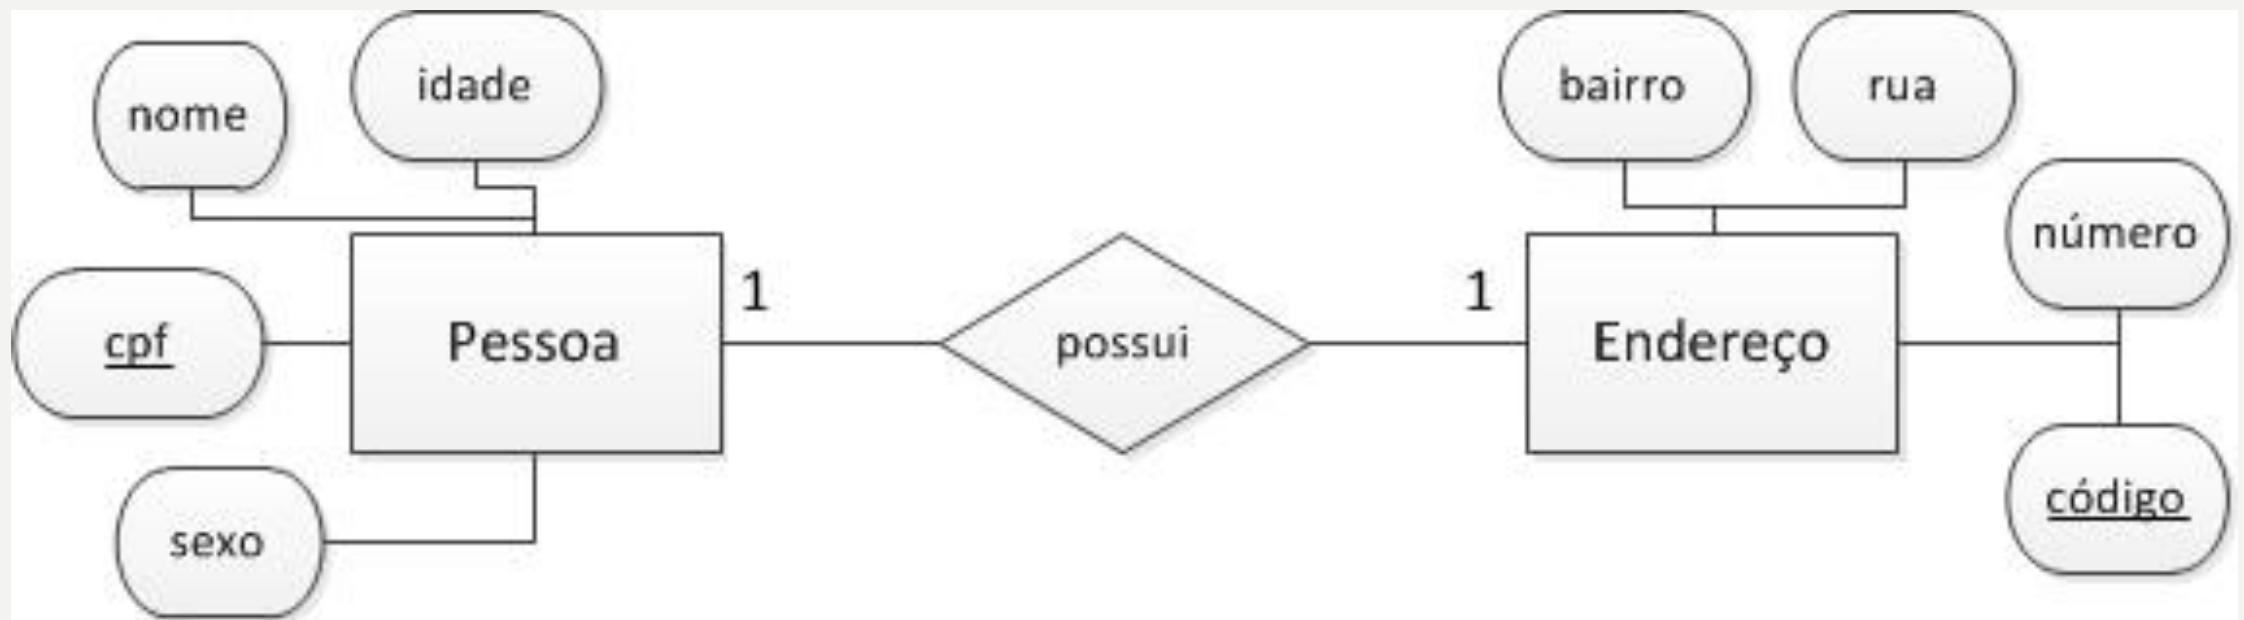 idade
bairro
rua
nome
número
1
1
cpf
Pessoa
possui
Endereço
código
sexo